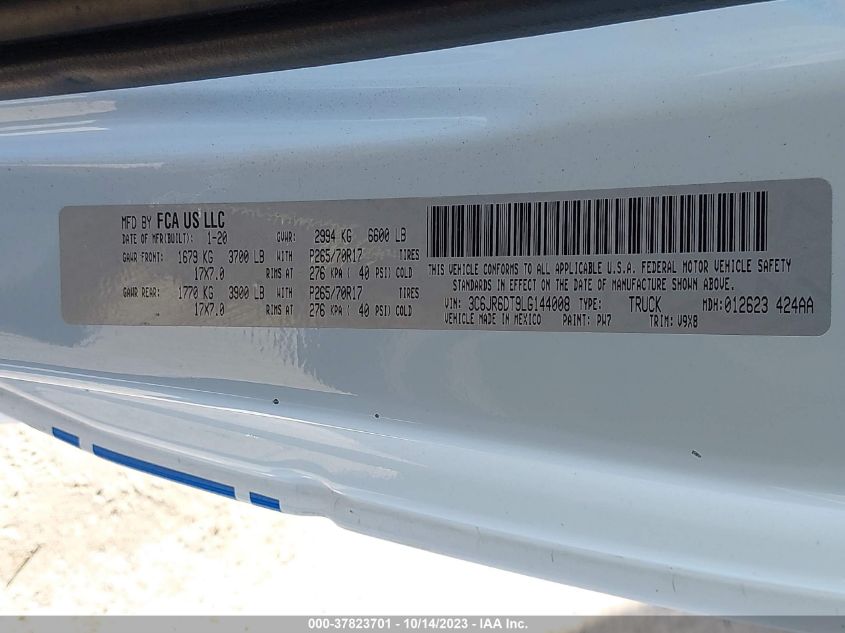 MFD BY FCA US LLC
DATE OF MFR(BUILT): 1-20 GVWR: 2994 KG 6600 LB
GAWR FRONT: 1679 KG 3700 LB WITH P265/70R17 TIRES
17X7.0 RIMS AT 276 KPA ( 40 PSI) COLD
GAWR REAR: 1770 KG 3900 LB WITH P265/70R17 TIRES
17X7.0 RIMS AT 276 KPA ( 40 PSI) COLD
THIS VEHICLE CONFORMS TO ALL APPLICABLE U.S.A. FEDERAL MOTOR VEHICLE SAFETY
STANDARDS IN EFFECT ON THE DATE OF MANUFACTURE SHOWN ABOVE.
VIN: 3C6JR6DT9LG144008 TYPE: TRUCK MDH:012623 424AA
VEHICLE MADE IN MEXICO PAINT: PW7 TRIM: V9X8
000-37823701 - 10/14/2023 - IAA Inc.